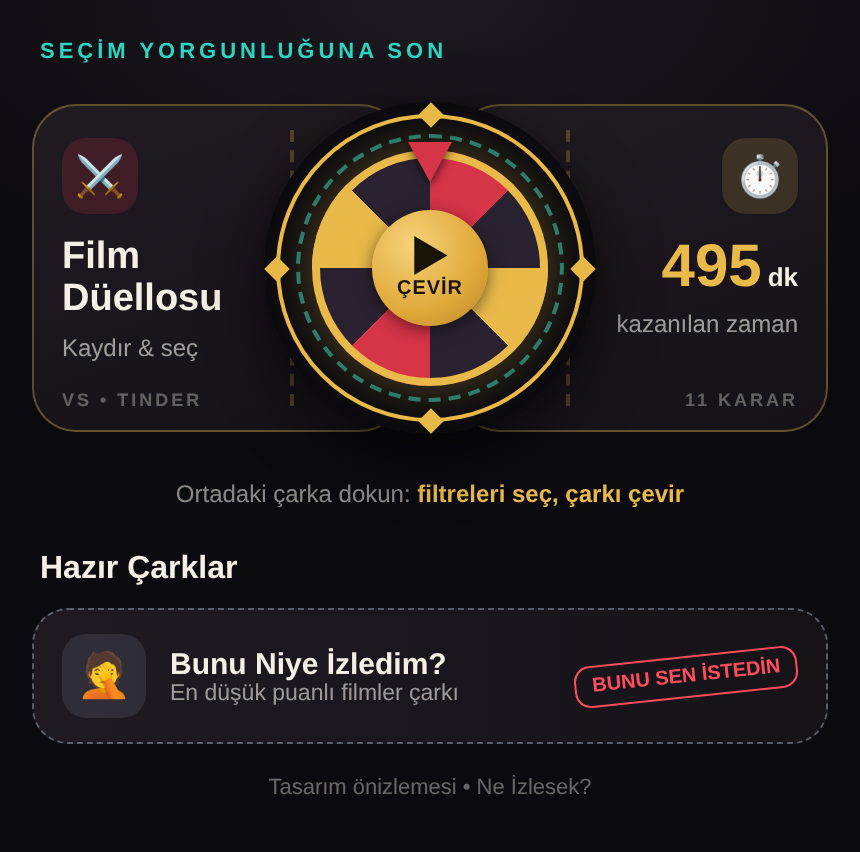 SEÇİM YORGUNLUĞUNA SON
Film
Düellosu
Kaydır & seç
VS • TINDER
ÇEVİR
495 dk
kazanılan zaman
11 KARAR
Ortadaki çarka dokun: filtreleri seç, çarkı çevir
Hazır Çarklar
Bunu Niye İzledim?
En düşük puanlı filmler çarkı
BUNU SEN İSTEDİN
Tasarım önizlemesi • Ne İzlesek?